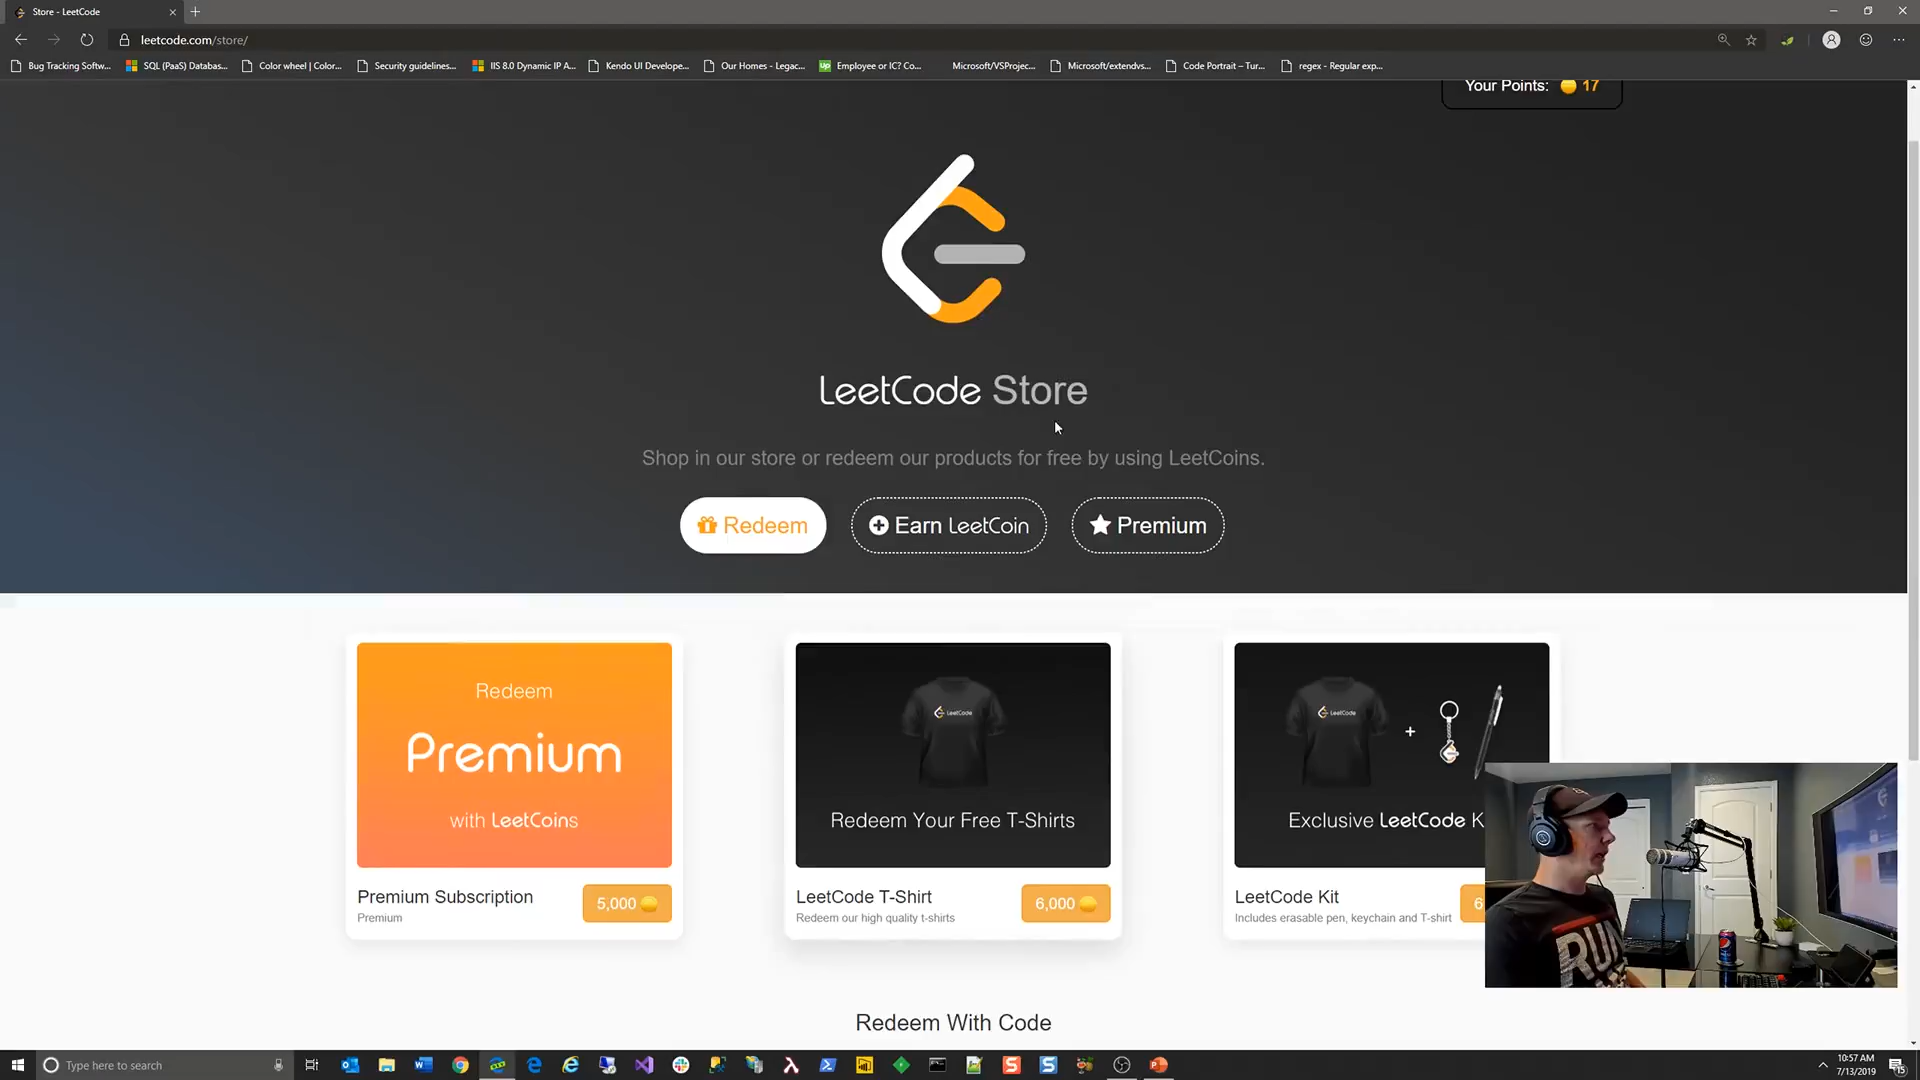 Store - LeetCode
leetcode.com/store/
Bug Tracking Softw...
SQL (PaaS) Databas...
Color wheel | Color...
Security guidelines...
IIS 8.0 Dynamic IP A...
Kendo UI Develope...
Our Homes - Legac...
up Employee or IC? Co...
Microsoft/VSProjec...
Microsoft/extendvs...
Code Portrait – Tur...
regex - Regular exp...
Your Points: 17
LeetCode Store
Shop in our store or redeem our products for free by using LeetCoins.
Redeem
Earn LeetCoin
Premium
Redeem
Premium
with LeetCoins
Premium Subscription
Premium
5,000
LeetCode
Redeem Your Free T-Shirts
LeetCode T-Shirt
Redeem our high quality t-shirts
6,000
LeetCode
+
Exclusive LeetCode K
LeetCode Kit
Includes erasable pen, keychain and T-shirt
6
RUN
Redeem With Code
Type here to search
10:57 AM
7/13/2019